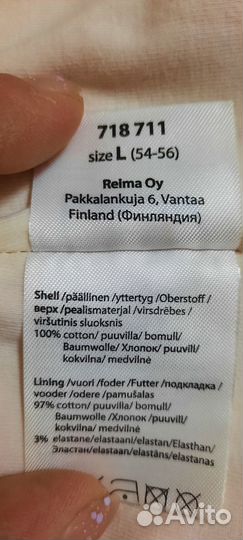 718 711
size L (54-56)
Reima Oy
Pakkalankuja 6, Vantaa
Finland (Финляндия)
Shell /päällinen /yttertyg /Oberstoff /
верх /pealismaterjal /virsdrēbes /
viršutinis sluoksnis
100% cotton/ puuvilla/ bomull/
Baumwolle/ Хлопок/ puuvill/
kokvilna/ medvilnė
Lining /vuori /foder /Futter /подкладка /
vooder /odere /pamušalas
97% cotton/ puuvilla/ bomull/
Baumwolle /Хлопок / puuvill/
kokvilna / medvilnė
3% elastane/elastaani/elastan/Elasthan/
Эластан/elastaan/elastāns/elastanas
Avito